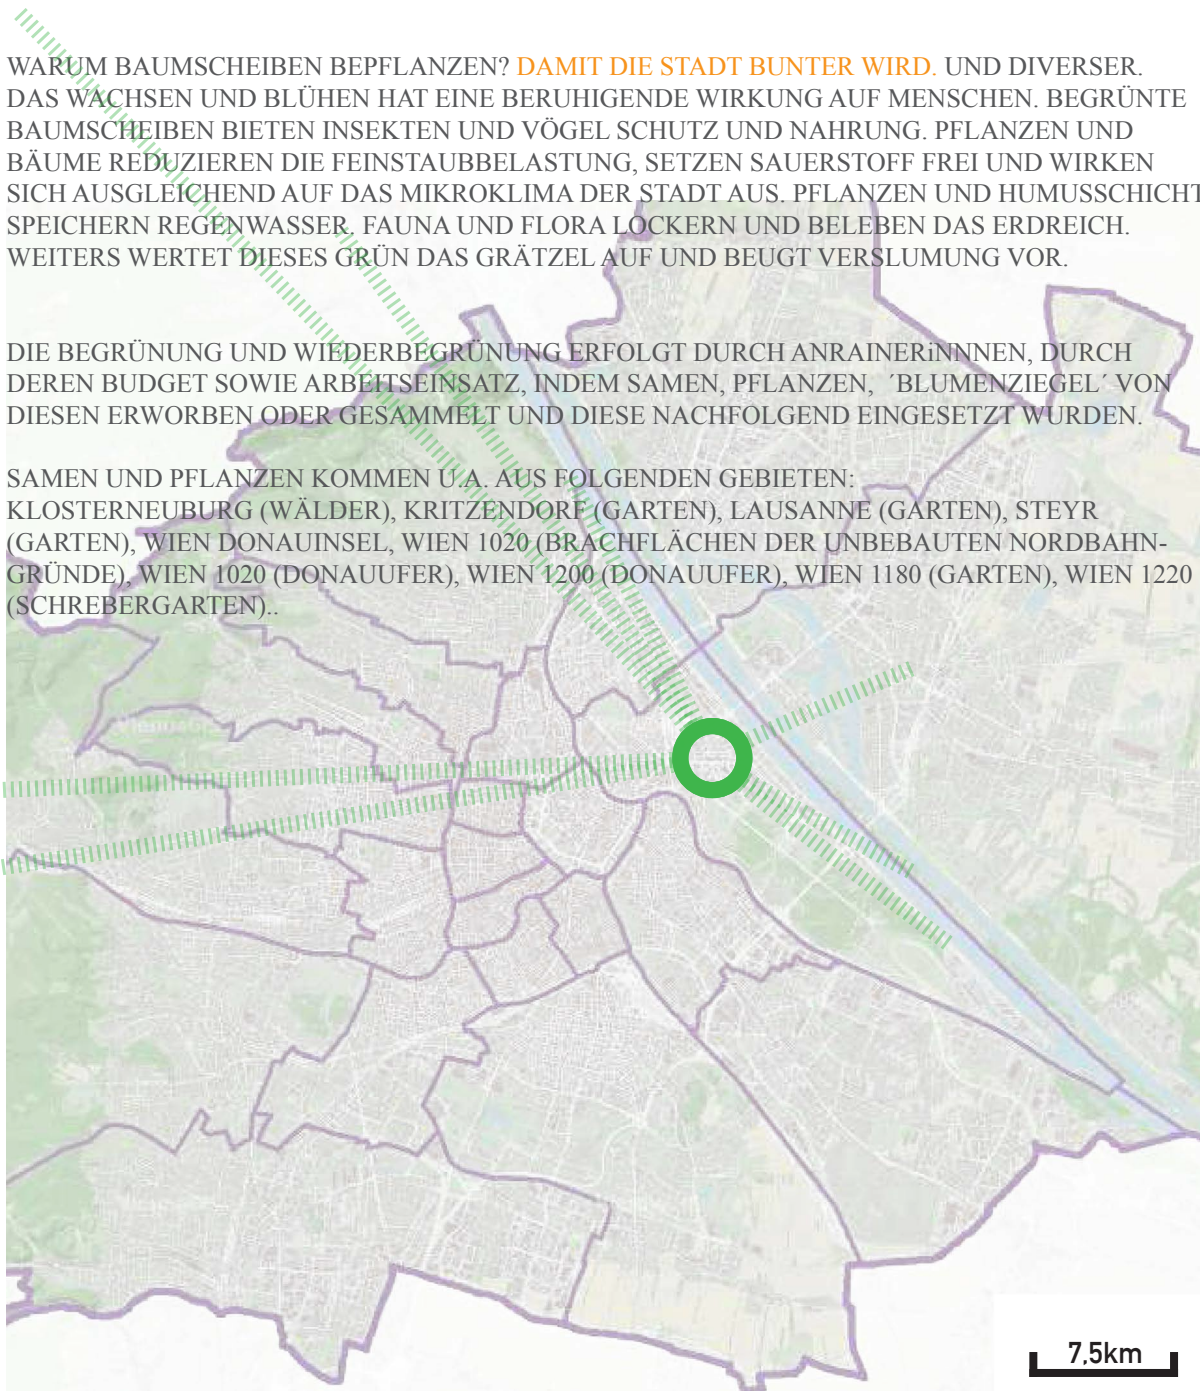 WARUM BAUMSCHEIBEN BEPFLANZEN? DAMIT DIE STADT BUNTER WIRD. UND DIVERSER.
DAS WACHSEN UND BLÜHEN HAT EINE BERUHIGENDE WIRKUNG AUF MENSCHEN. BEGRÜNTE
BAUMSCHEIBEN BIETEN INSEKTEN UND VÖGEL SCHUTZ UND NAHRUNG. PFLANZEN UND
BÄUME REDUZIEREN DIE FEINSTAUBBELASTUNG, SETZEN SAUERSTOFF FREI UND WIRKEN
SICH AUSGLEICHEND AUF DAS MIKROKLIMA DER STADT AUS. PFLANZEN UND HUMUSSCHICHT
SPEICHERN REGENWASSER. FAUNA UND FLORA LOCKERN UND BELEBEN DAS ERDREICH.
WEITERS WERTET DIESES GRÜN DAS GRÄTZEL AUF UND BEUGT VERSLUMUNG VOR.
DIE BEGRÜNUNG UND WIEDERBEGRÜNUNG ERFOLGT DURCH ANRAINERiNNNEN, DURCH
DEREN BUDGET SOWIE ARBEITSEINSATZ, INDEM SAMEN, PFLANZEN, ´BLUMENZIEGEL´ VON
DIESEN ERWORBEN ODER GESAMMELT UND DIESE NACHFOLGEND EINGESETZT WURDEN.
SAMEN UND PFLANZEN KOMMEN U.A. AUS FOLGENDEN GEBIETEN:
KLOSTERNEUBURG (WÄLDER), KRITZENDORF (GARTEN), LAUSANNE (GARTEN), STEYR
(GARTEN), WIEN DONAUINSEL, WIEN 1020 (BRACHFLÄCHEN DER UNBEBAUTEN NORDBAHN-
GRÜNDE), WIEN 1020 (DONAUUFER), WIEN 1200 (DONAUUFER), WIEN 1180 (GARTEN), WIEN 1220
(SCHREBERGARTEN)..
7,5km